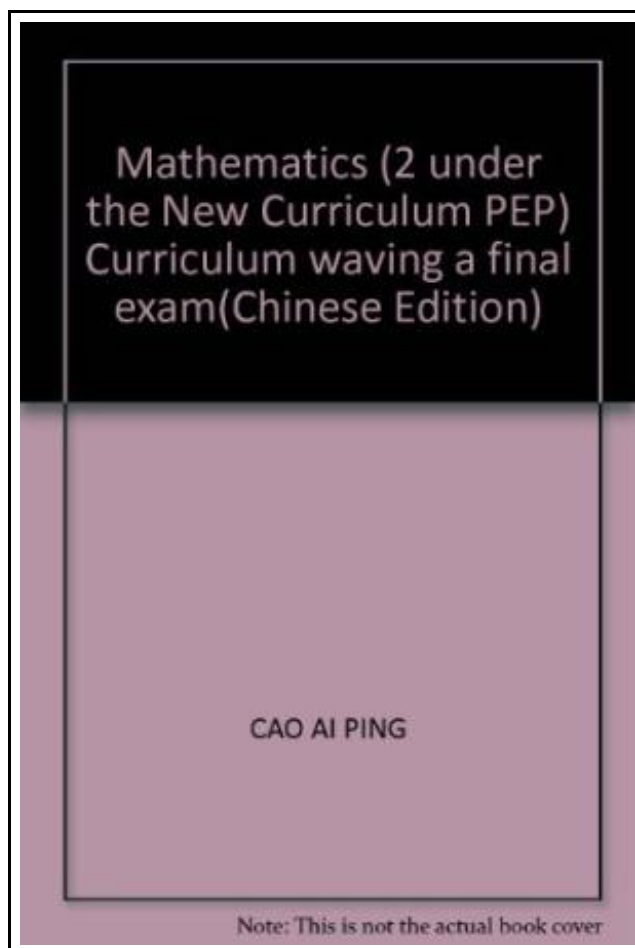 Mathematics (2 under
the New Curriculum PEP)
Curriculum waving a final
exam(Chinese Edition)
CAO AI PING
Note: This is not the actual book cover